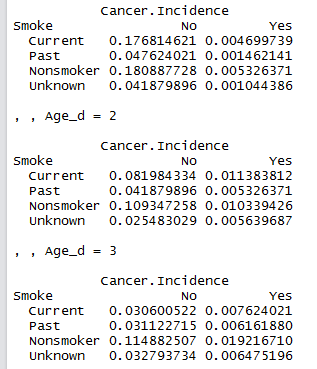 Cancer.Incidence
Smoke No Yes
Current 0.176814621 0.004699739
Past 0.047624021 0.001462141
Nonsmoker 0.180887728 0.005326371
Unknown 0.041879896 0.001044386
, , Age_d = 2
Cancer.Incidence
Smoke No Yes
Current 0.081984334 0.011383812
Past 0.041879896 0.005326371
Nonsmoker 0.109347258 0.010339426
Unknown 0.025483029 0.005639687
, , Age_d = 3
Cancer.Incidence
Smoke No Yes
Current 0.030600522 0.007624021
Past 0.031122715 0.006161880
Nonsmoker 0.114882507 0.019216710
Unknown 0.032793734 0.006475196